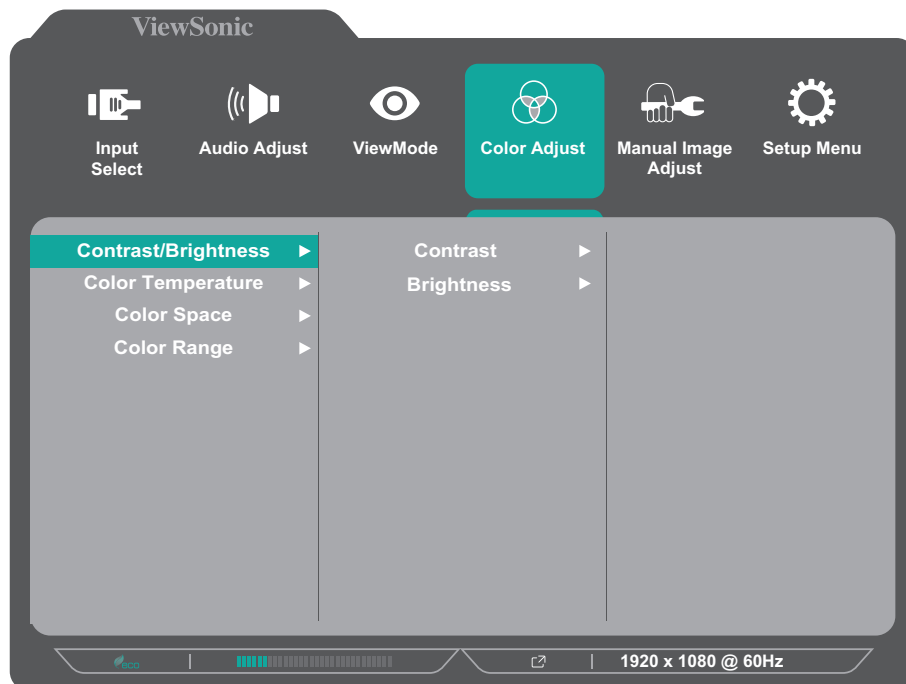 ViewSonic
Input
Select
Audio Adjust
ViewMode
Color Adjust
Manual Image
Adjust
Setup Menu
Contrast/Brightness
Color Temperature
Color Space
Color Range
Contrast
Brightness
eco
1920 x 1080 @ 60Hz